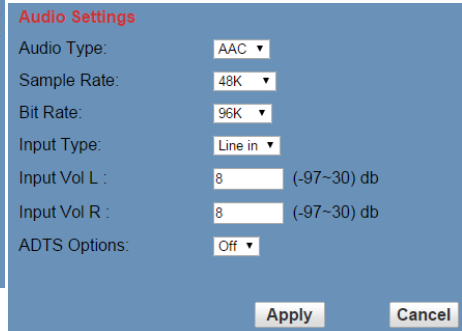 Audio Settings
Audio Type: AAC
Sample Rate: 48K
Bit Rate: 96K
Input Type: Line in
Input Vol L : 8 (-97~30) db
Input Vol R : 8 (-97~30) db
ADTS Options: Off
Apply Cancel